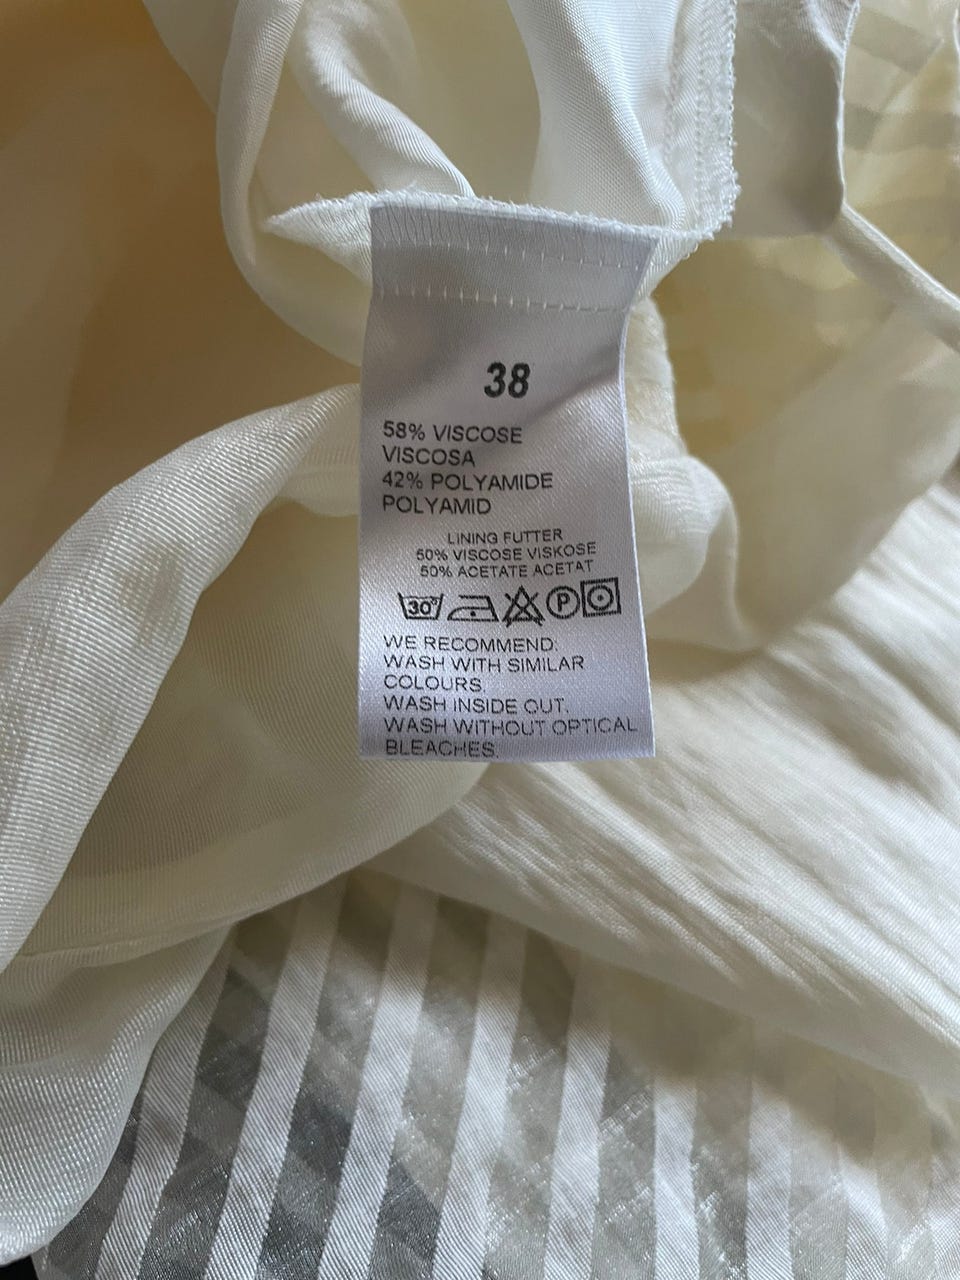 38
58% VISCOSE
VISCOSA
42% POLYAMIDE
POLYAMID
LINING FUTTER
50% VISCOSE VISKOSE
50% ACETATE ACETAT
30° P
WE RECOMMEND:
WASH WITH SIMILAR
COLOURS.
WASH INSIDE OUT.
WASH WITHOUT OPTICAL
BLEACHES.